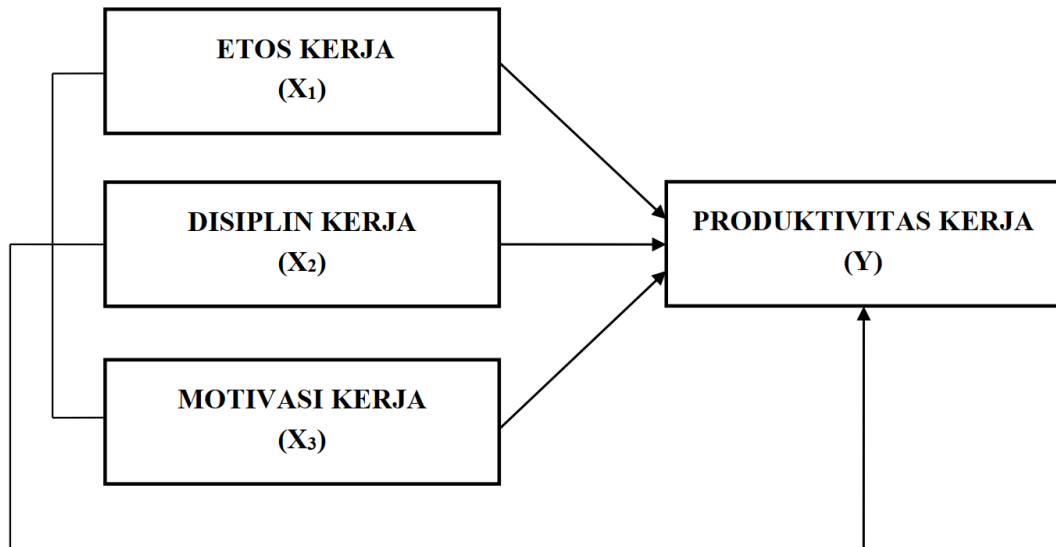 ETOS KERJA
(X₁)
DISIPLIN KERJA
(X₂)
MOTIVASI KERJA
(X₃)
PRODUKTIVITAS KERJA
(Y)